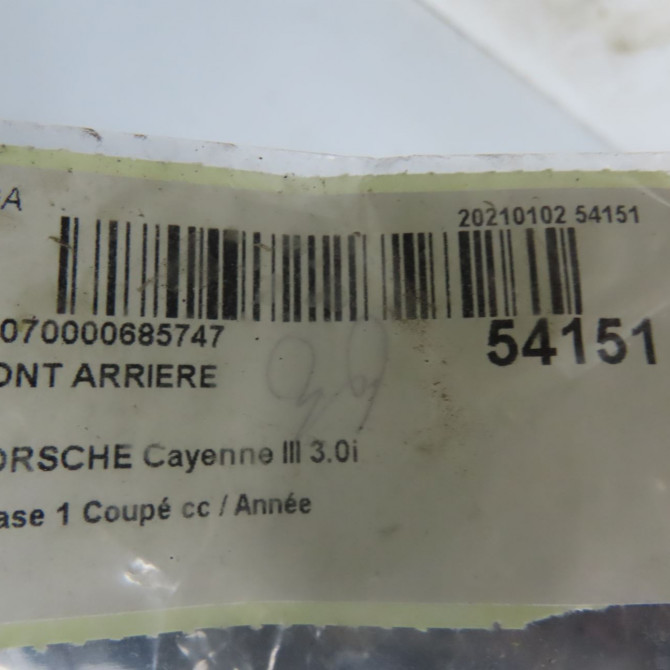 A
20210102 54151
070000685747
54151
ONT ARRIERE
ORSCHE Cayenne III 3.0i
ase 1 Coupé cc / Année